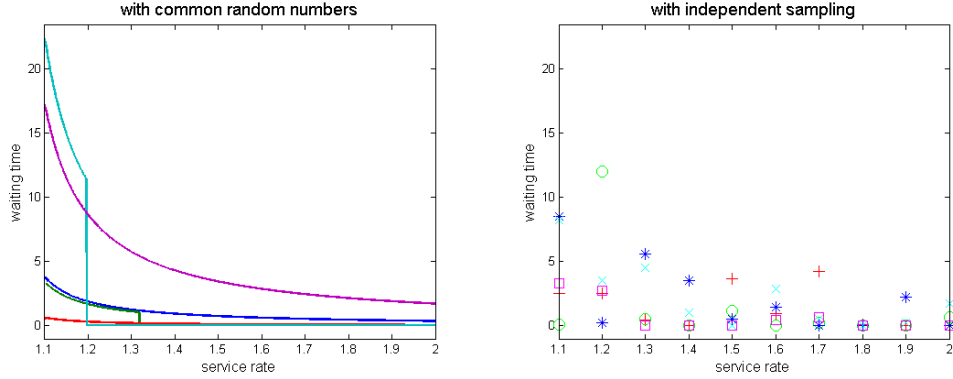 with common random numbers
with independent sampling
waiting time
20
15
10
5
0
1.1 1.2 1.3 1.4 1.5 1.6 1.7 1.8 1.9 2
service rate
waiting time
20
15
10
5
0
1.1 1.2 1.3 1.4 1.5 1.6 1.7 1.8 1.9 2
service rate